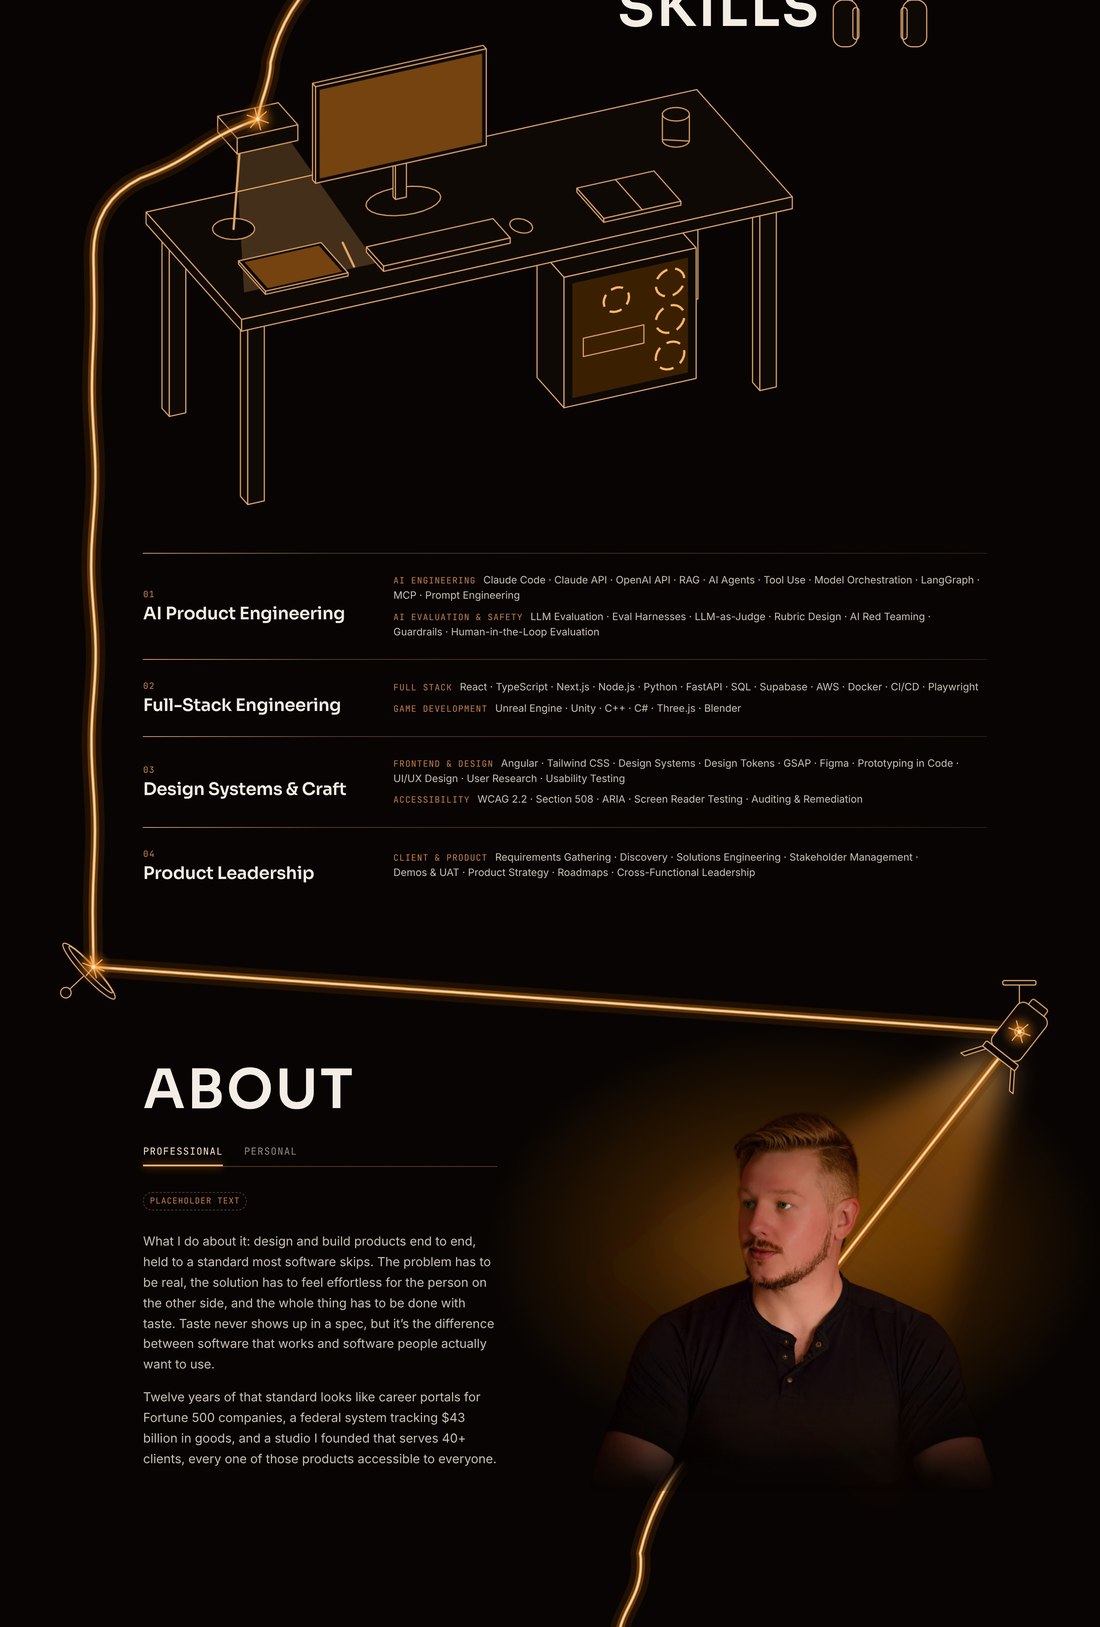 SKILLS
01
AI Product Engineering
AI ENGINEERING Claude Code · Claude API · OpenAI API · RAG · AI Agents · Tool Use · Model Orchestration · LangGraph ·
MCP · Prompt Engineering
AI EVALUATION & SAFETY LLM Evaluation · Eval Harnesses · LLM-as-Judge · Rubric Design · AI Red Teaming ·
Guardrails · Human-in-the-Loop Evaluation
02
Full-Stack Engineering
FULL STACK React · TypeScript · Next.js · Node.js · Python · FastAPI · SQL · Supabase · AWS · Docker · CI/CD · Playwright
GAME DEVELOPMENT Unreal Engine · Unity · C++ · C# · Three.js · Blender
03
Design Systems & Craft
FRONTEND & DESIGN Angular · Tailwind CSS · Design Systems · Design Tokens · GSAP · Figma · Prototyping in Code ·
UI/UX Design · User Research · Usability Testing
ACCESSIBILITY WCAG 2.2 · Section 508 · ARIA · Screen Reader Testing · Auditing & Remediation
04
Product Leadership
CLIENT & PRODUCT Requirements Gathering · Discovery · Solutions Engineering · Stakeholder Management ·
Demos & UAT · Product Strategy · Roadmaps · Cross-Functional Leadership
ABOUT
PROFESSIONAL PERSONAL
PLACEHOLDER TEXT
What I do about it: design and build products end to end,
held to a standard most software skips. The problem has to
be real, the solution has to feel effortless for the person on
the other side, and the whole thing has to be done with
taste. Taste never shows up in a spec, but it's the difference
between software that works and software people actually
want to use.
Twelve years of that standard looks like career portals for
Fortune 500 companies, a federal system tracking $43
billion in goods, and a studio I founded that serves 40+
clients, every one of those products accessible to everyone.